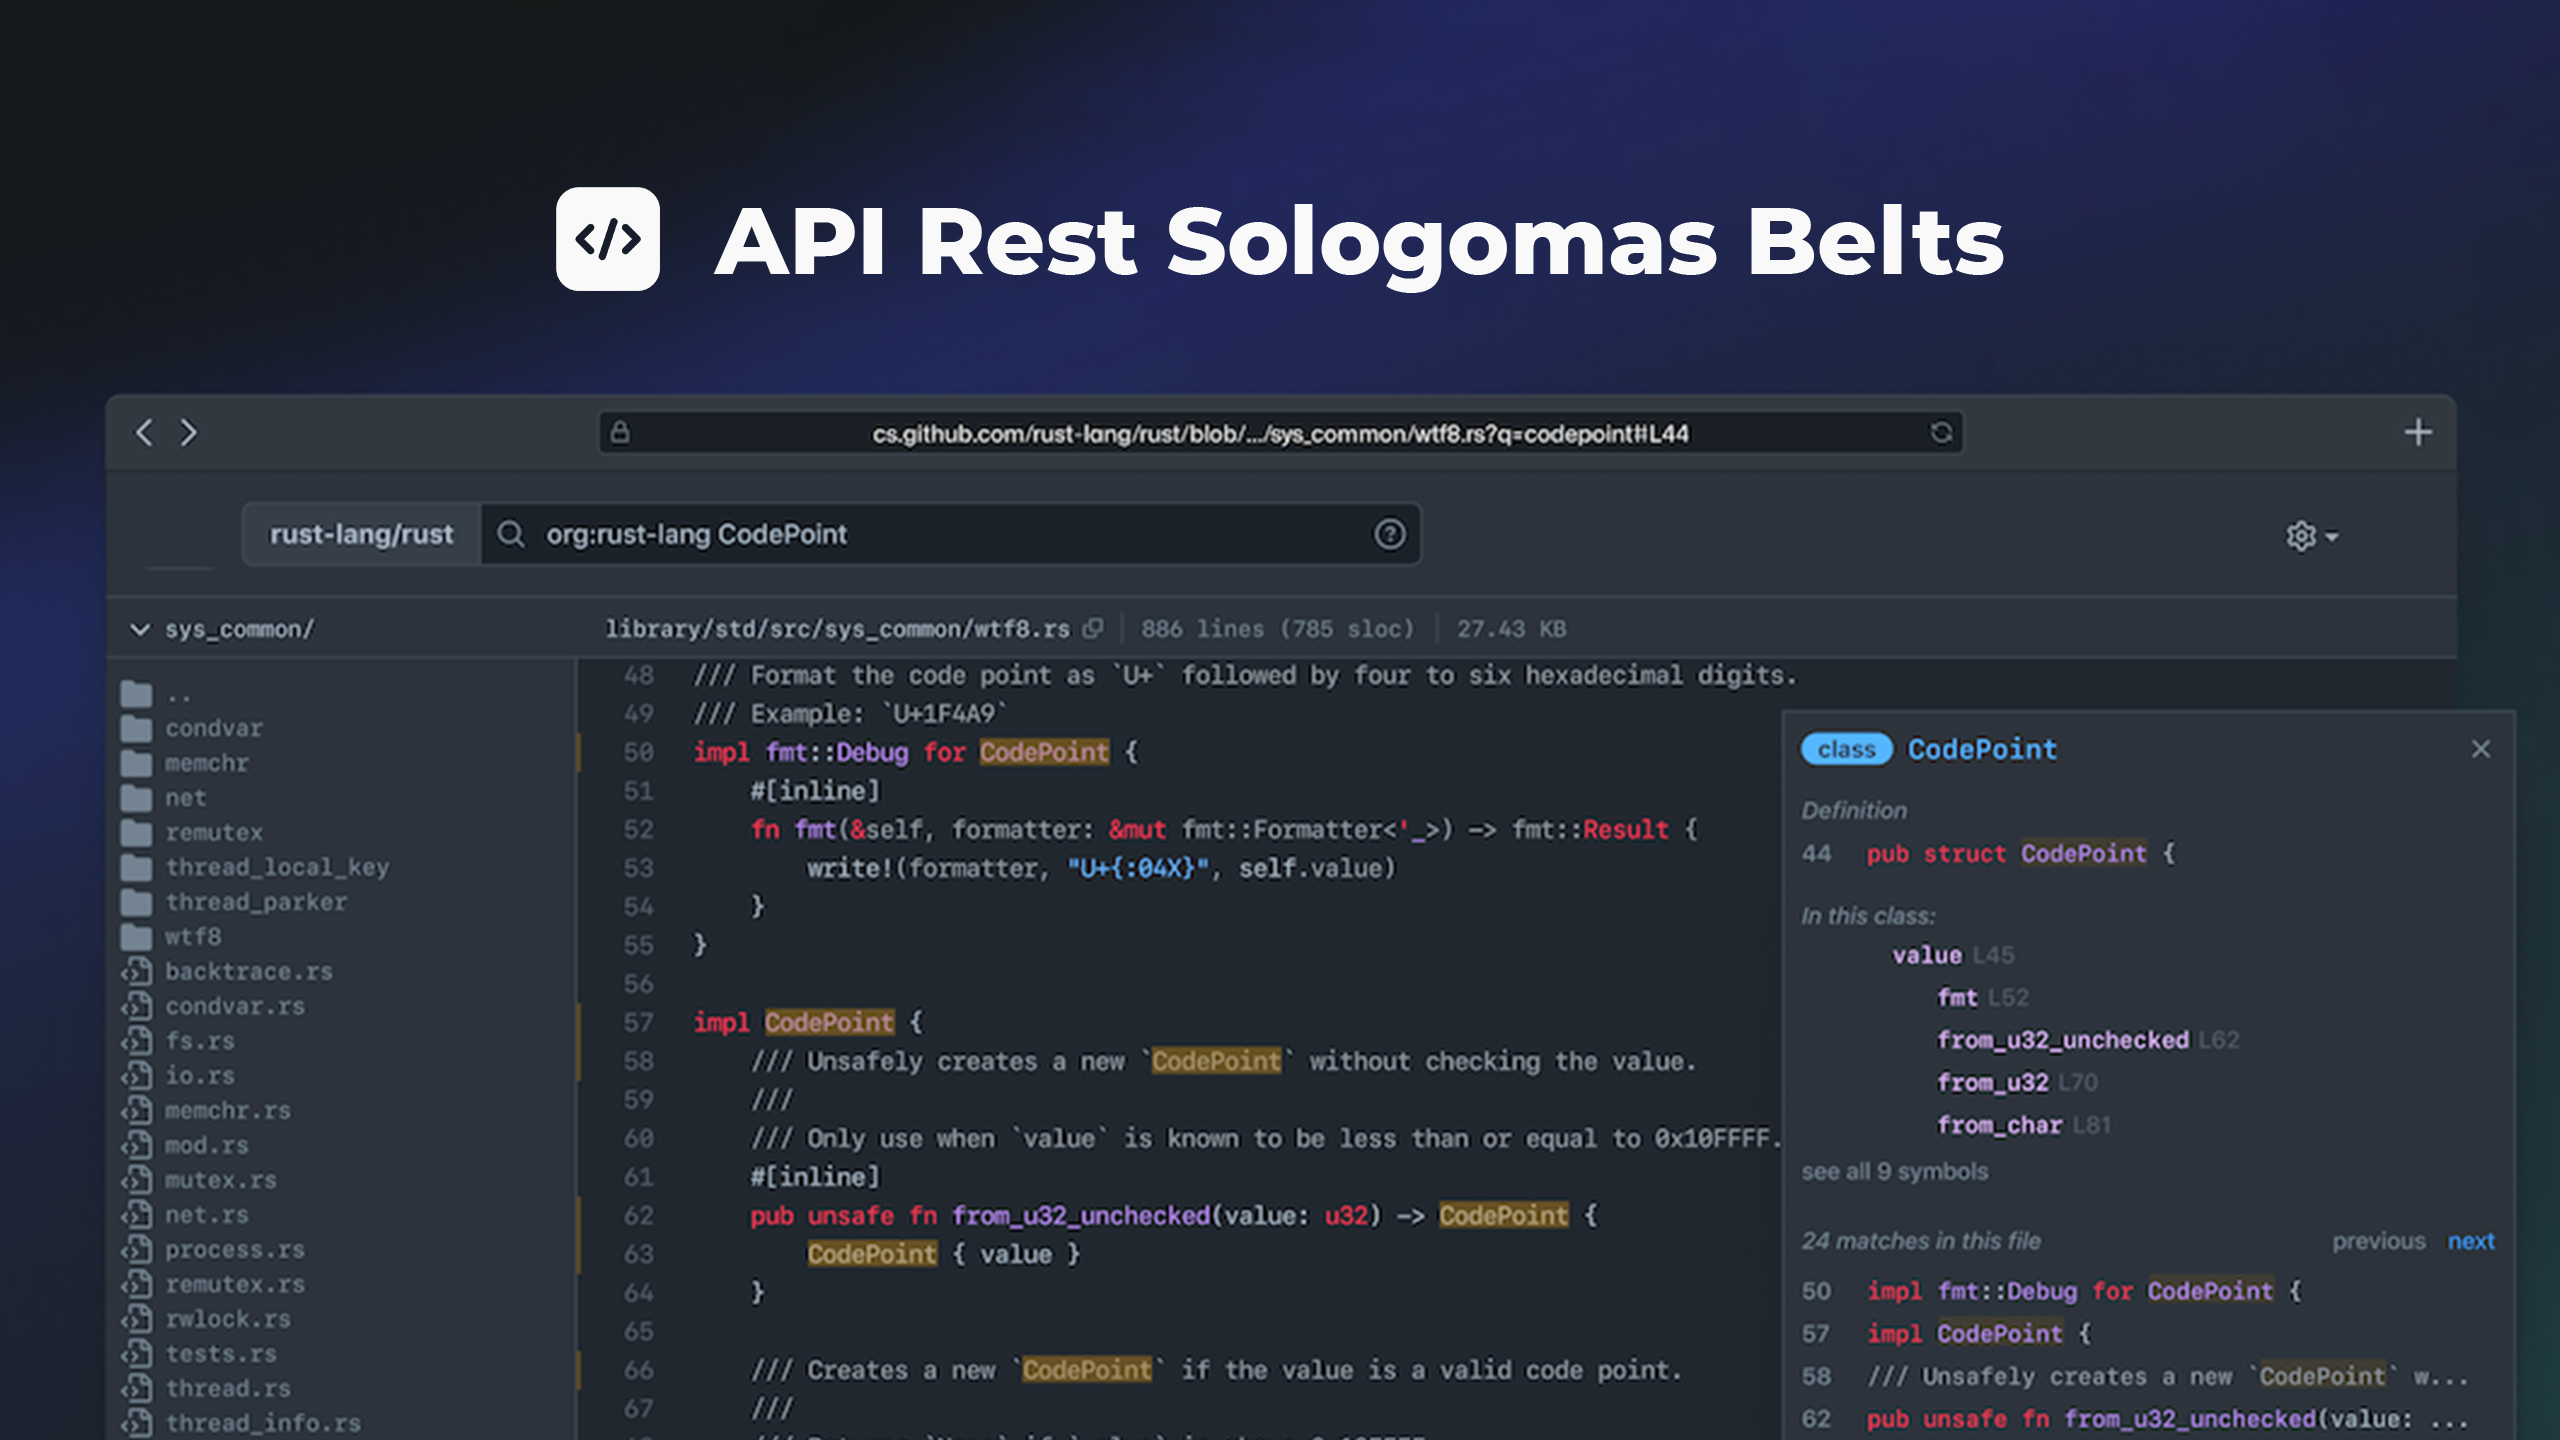 </> API Rest Sologomas Belts
cs.github.com/rust-lang/rust/blob/.../sys_common/wtf8.rs?q=codepoint#L44
rust-lang/rust
org:rust-lang CodePoint
sys_common/
library/std/src/sys_common/wtf8.rs
886 lines (785 sloc)
27.43 KB
..
condvar
memchr
net
remutex
thread_local_key
thread_parker
wtf8
backtrace.rs
condvar.rs
fs.rs
io.rs
memchr.rs
mod.rs
mutex.rs
net.rs
process.rs
remutex.rs
rwlock.rs
tests.rs
thread.rs
thread_info.rs
48 /// Format the code point as `U+` followed by four to six hexadecimal digits.
49 /// Example: `U+1F4A9`
50 impl fmt::Debug for CodePoint {
51 #[inline]
52 fn fmt(&self, formatter: &mut fmt::Formatter<'_>) -> fmt::Result {
53 write!(formatter, "U+{:04X}", self.value)
54 }
55 }
56
57 impl CodePoint {
58 /// Unsafely creates a new `CodePoint` without checking the value.
59 ///
60 /// Only use when `value` is known to be less than or equal to 0x10FFFF.
61 #[inline]
62 pub unsafe fn from_u32_unchecked(value: u32) -> CodePoint {
63 CodePoint { value }
64 }
65
66 /// Creates a new `CodePoint` if the value is a valid code point.
67 ///
class CodePoint
Definition
44 pub struct CodePoint {
In this class:
value L45
fmt L52
from_u32_unchecked L62
from_u32 L70
from_char L81
see all 9 symbols
24 matches in this file
previous next
50 impl fmt::Debug for CodePoint {
57 impl CodePoint {
58 /// Unsafely creates a new `CodePoint` w...
62 pub unsafe fn from_u32_unchecked(value: ...